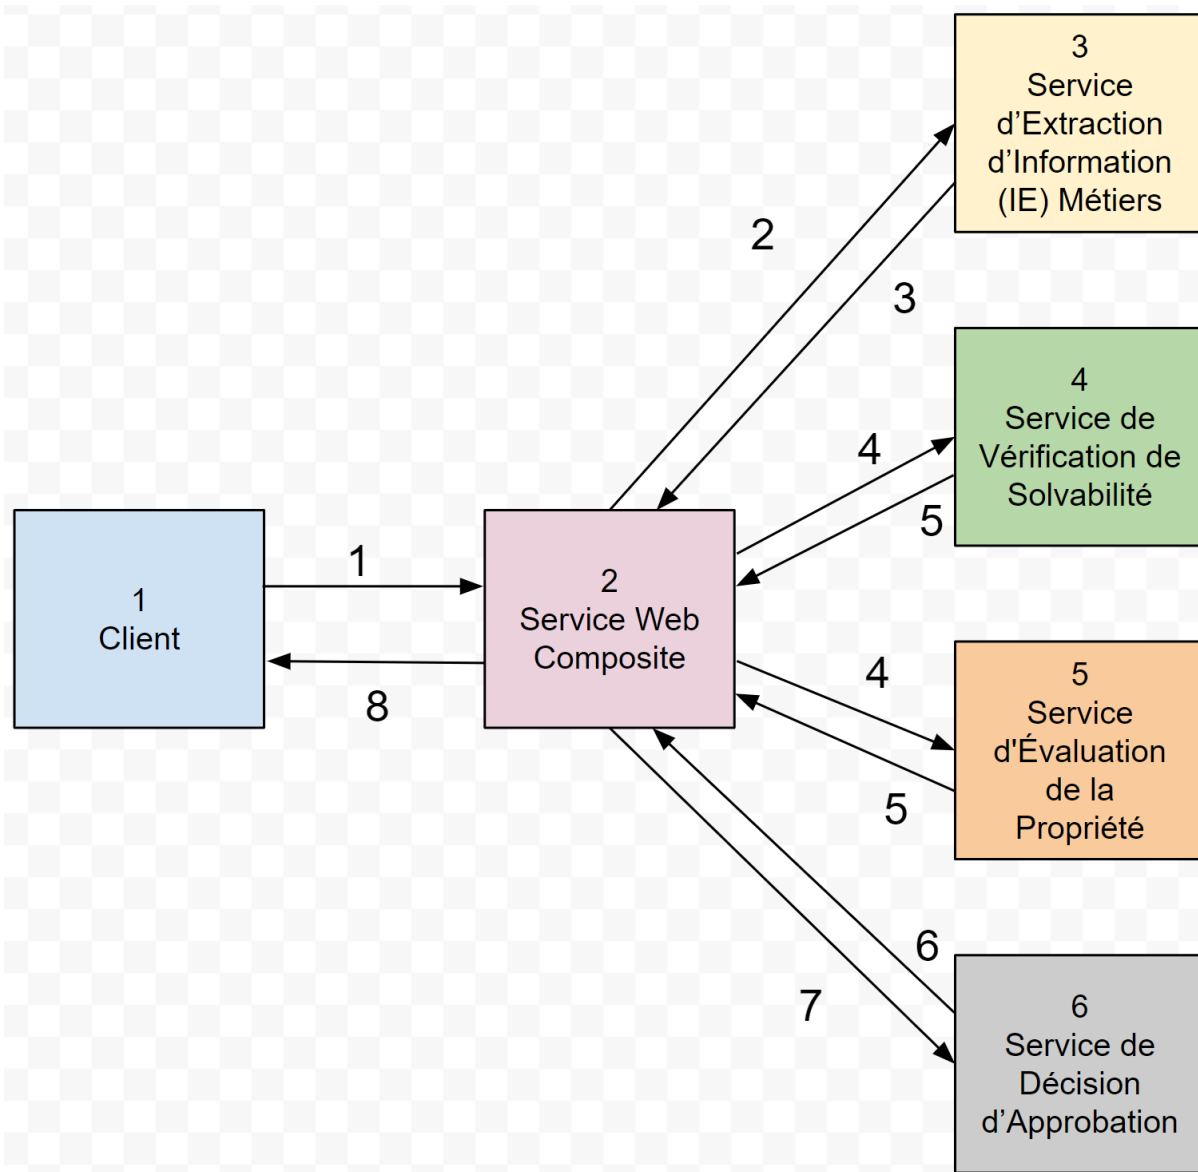 3
Service
d’Extraction
d’Information
(IE) Métiers
2
3
4
Service de
Vérification de
Solvabilité
4
5
1
Client
1
8
2
Service Web
Composite
4
5
5
Service
d'Évaluation
de la
Propriété
6
7
6
Service de
Décision
d’Approbation